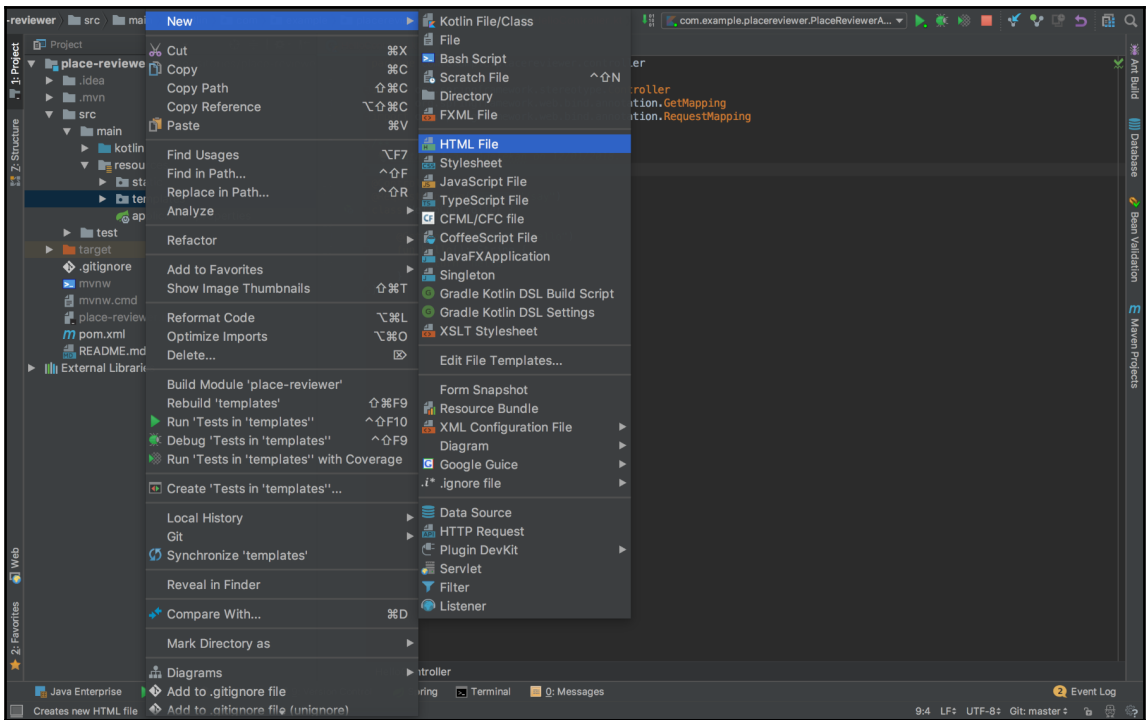 -reviewer src mai
com.example.placereviewer.PlaceReviewerA...
1: Project
Z: Structure
Web
2: Favorites
Project
place-reviewe
.idea
.mvn
src
main
kotlin
resou
sta
ter
ap
test
target
.gitignore
mvnw
mvnw.cmd
place-review
pom.xml
README.md
External Librarie
New
Cut ⌘X
Copy ⌘C
Copy Path ⇧⌘C
Copy Reference ⌥⇧⌘C
Paste ⌘V
Find Usages ⌥F7
Find in Path... ^⇧F
Replace in Path... ^⇧R
Analyze
Refactor
Add to Favorites
Show Image Thumbnails ⇧⌘T
Reformat Code ⌥⌘L
Optimize Imports ⌥⌘O
Delete... ⌦
Build Module 'place-reviewer'
Rebuild 'templates' ⇧⌘F9
Run 'Tests in 'templates'' ^⇧F10
Debug 'Tests in 'templates'' ^⇧F9
Run 'Tests in 'templates'' with Coverage
Create 'Tests in 'templates''...
Local History
Git
Synchronize 'templates'
Reveal in Finder
Compare With... ⌘D
Mark Directory as
Diagrams
Add to .gitignore file
Add to .gitignore file (unignore)
Kotlin File/Class
File
Bash Script
Scratch File ^⇧N
Directory
FXML File
HTML File
Stylesheet
JavaScript File
TypeScript File
CFML/CFC file
CoffeeScript File
JavaFXApplication
Singleton
Gradle Kotlin DSL Build Script
Gradle Kotlin DSL Settings
XSLT Stylesheet
Edit File Templates...
Form Snapshot
Resource Bundle
XML Configuration File
Diagram
Google Guice
.i* .ignore file
Data Source
HTTP Request
Plugin DevKit
Servlet
Filter
Listener
er
roller
tion.GetMapping
tion.RequestMapping
ntroller
Ant Build
Database
Bean Validation
Maven Projects
Java Enterprise
ring
Terminal
0: Messages
2 Event Log
Creates new HTML file
9:4 LF UTF-8 Git: master